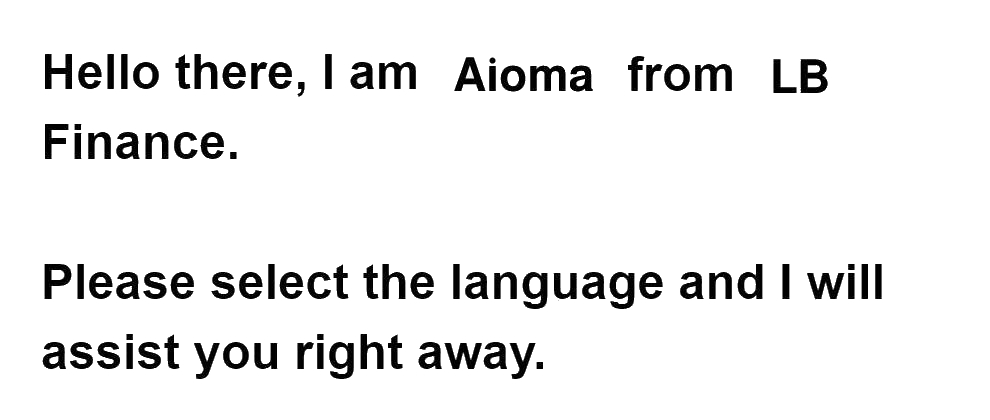 Hello there, I am Aioma from LB
Finance.
Please select the language and I will
assist you right away.